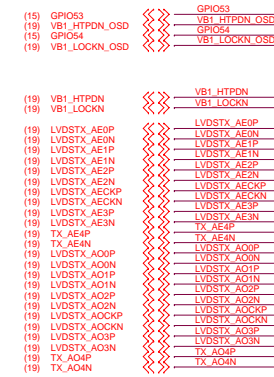 (15) GPIO53 GPIO53
(19) VB1_HTPDN_OSD VB1_HTPDN_OSD
(15) GPIO54 GPIO54
(19) VB1_LOCKN_OSD VB1_LOCKN_OSD
(19) VB1_HTPDN VB1_HTPDN
(19) VB1_LOCKN VB1_LOCKN
(19) LVDSTX_AE0P LVDSTX_AE0P
(19) LVDSTX_AE0N LVDSTX_AE0N
(19) LVDSTX_AE1P LVDSTX_AE1P
(19) LVDSTX_AE1N LVDSTX_AE1N
(19) LVDSTX_AE2P LVDSTX_AE2P
(19) LVDSTX_AE2N LVDSTX_AE2N
(19) LVDSTX_AECKP LVDSTX_AECKP
(19) LVDSTX_AECKN LVDSTX_AECKN
(19) LVDSTX_AE3P LVDSTX_AE3P
(19) LVDSTX_AE3N LVDSTX_AE3N
(19) TX_AE4P TX_AE4P
(19) TX_AE4N TX_AE4N
(19) LVDSTX_AO0P LVDSTX_AO0P
(19) LVDSTX_AO0N LVDSTX_AO0N
(19) LVDSTX_AO1P LVDSTX_AO1P
(19) LVDSTX_AO1N LVDSTX_AO1N
(19) LVDSTX_AO2P LVDSTX_AO2P
(19) LVDSTX_AO2N LVDSTX_AO2N
(19) LVDSTX_AOCKP LVDSTX_AOCKP
(19) LVDSTX_AOCKN LVDSTX_AOCKN
(19) LVDSTX_AO3P LVDSTX_AO3P
(19) LVDSTX_AO3N LVDSTX_AO3N
(19) TX_AO4P TX_AO4P
(19) TX_AO4N TX_AO4N